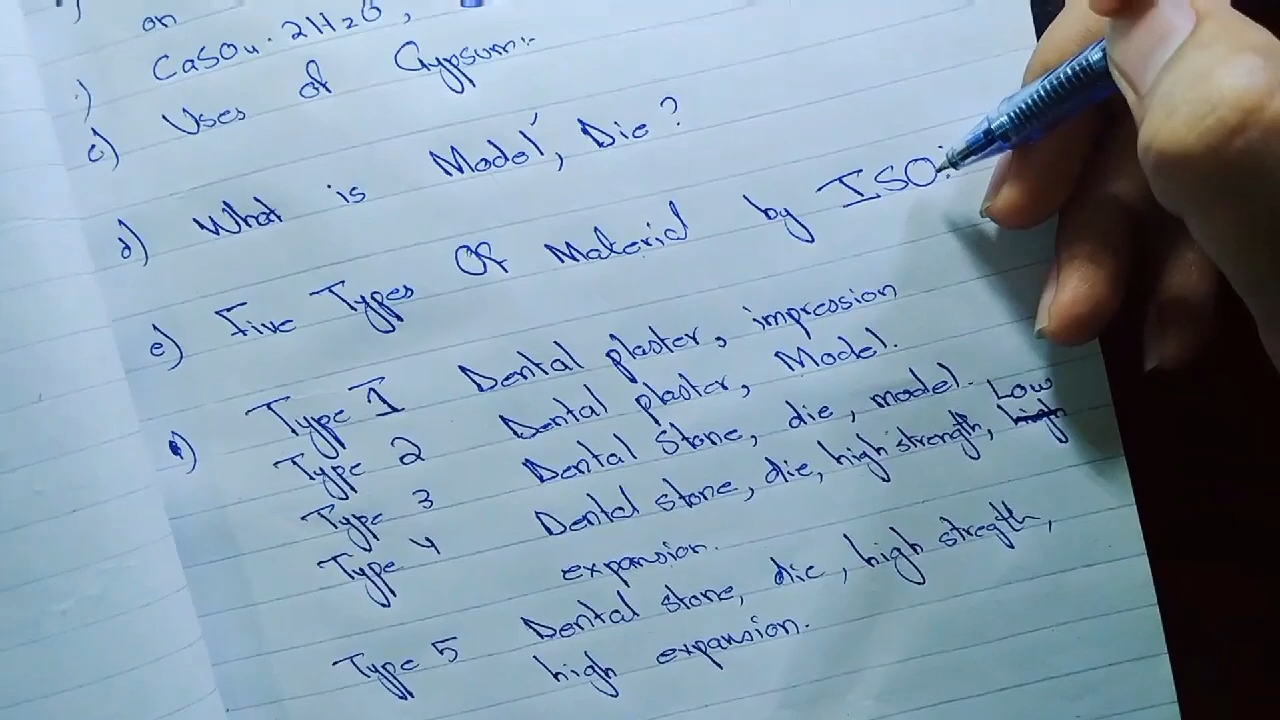 on
CaSO4. 2H2O,
c) Uses of Gypsum:-
d) What is Model, Die?
e) Five Types Of Material by ISO:
Type I Dental plaster, impression
Type 2 Dental plaster, Model.
Type 3 Dental Stone, die, model.
Type 4 Dental stone, die, high strength, Low high
expansion.
Type 5 Dental stone, die, high stregth,
high expansion.